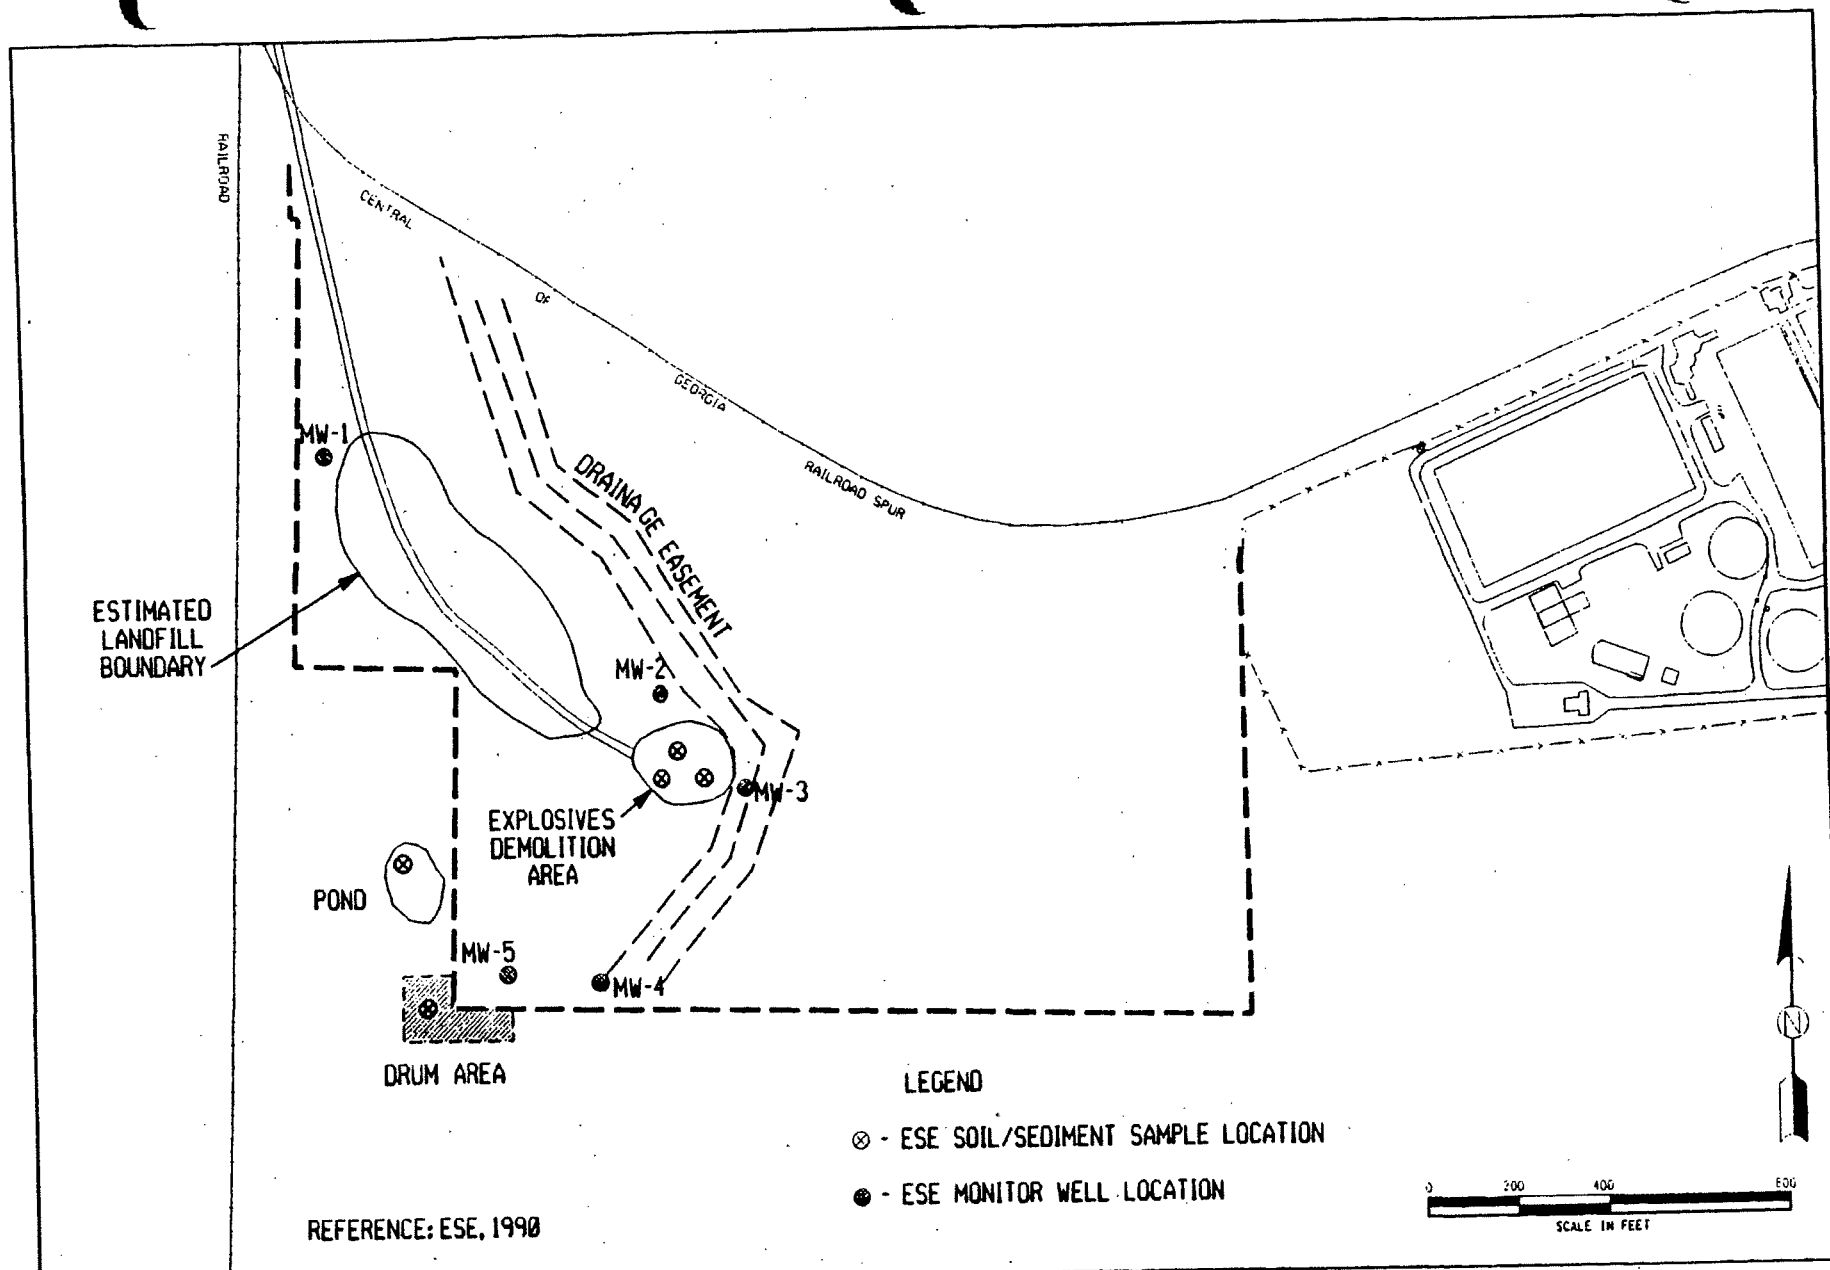 RAILROAD
CENTRAL
OF
GEORGIA
RAILROAD SPUR
MW-1
DRAINAGE EASEMENT
ESTIMATED
LANDFILL
BOUNDARY
MW-2
MW-3
EXPLOSIVES
DEMOLITION
AREA
POND
MW-5
MW-4
DRUM AREA
LEGEND
⊗ - ESE SOIL/SEDIMENT SAMPLE LOCATION
● - ESE MONITOR WELL LOCATION
N
0 200 400 800
SCALE IN FEET
REFERENCE: ESE, 1990